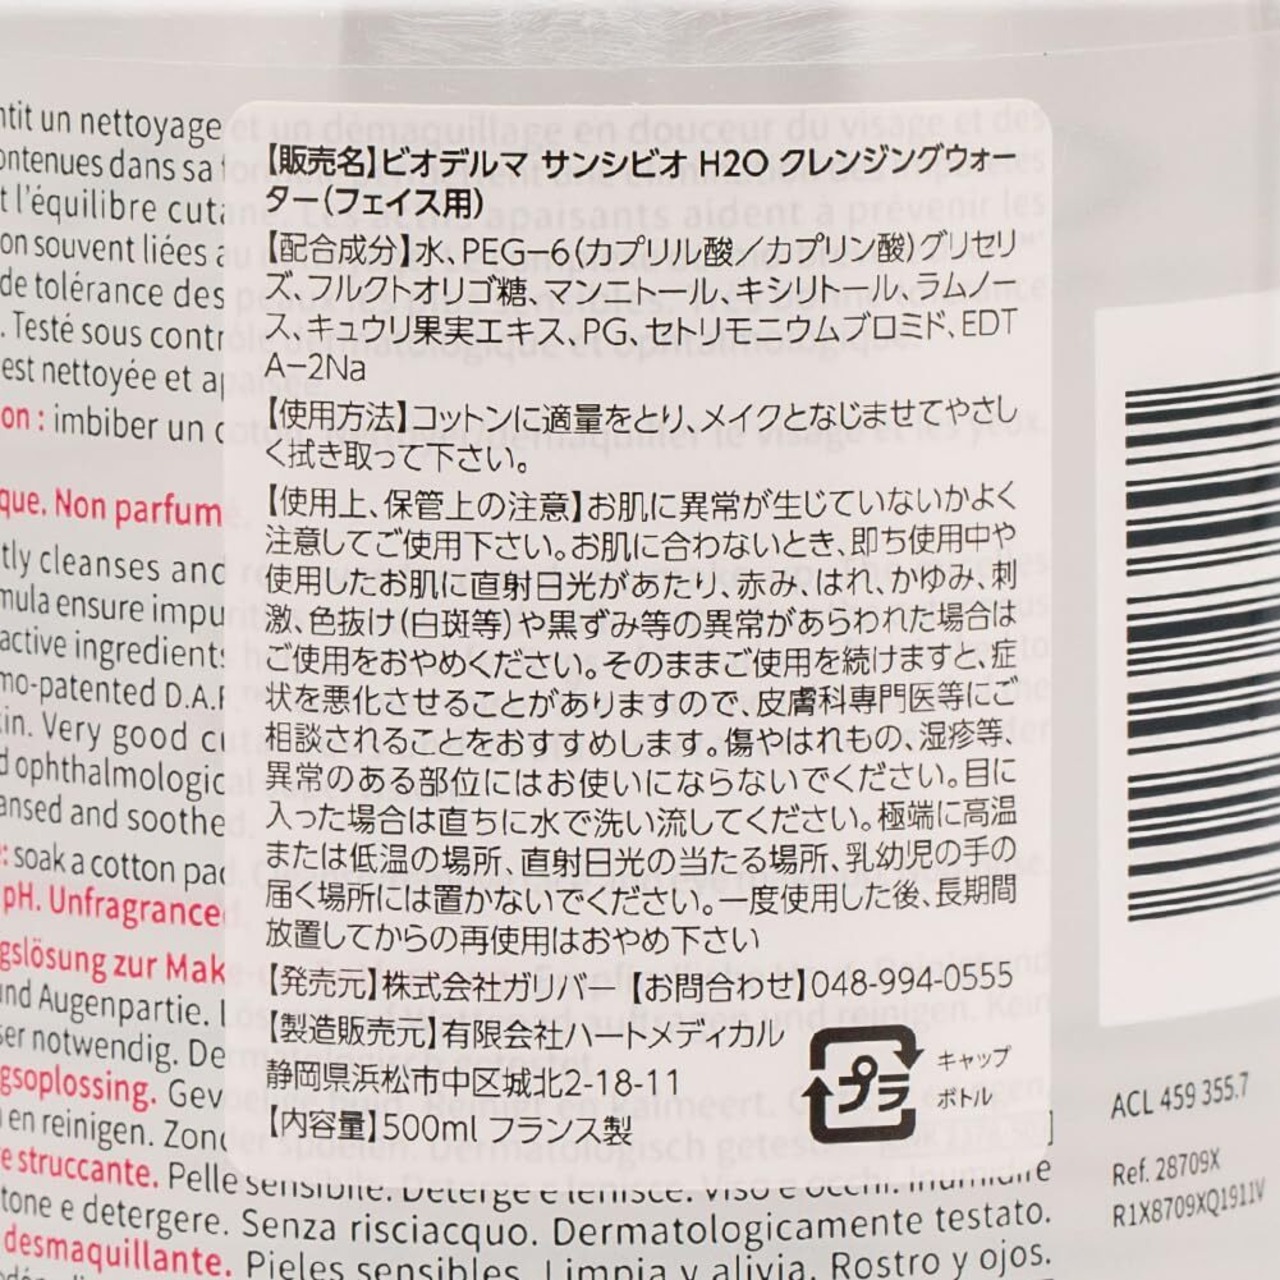 ntit un nettoyage
ontenues dans sa f
t l'équilibre cuta
on souvent liées a
de tolérance des
. Testé sous contr
est nettoyée et ap
on : imbiber un c
que. Non parfum
tly cleanses and
mula ensure impu
active ingredients
mo-patented D.A.F
in. Very good cu
d ophthalmologic
ansed and soothe
: soak a cotton pad
pH. Unfragrance
gslösung zur Mak
und Augenpartie. L
ser notwendig. De
gsoplossing. Gev
en reinigen. Zond
e struccante. Pelle sensibile. Deterge e lenisce. Viso e occhi. Inumidire
tone e detergere. Senza risciacquo. Dermatologicamente testato.
desmaquillante. Pieles sensibles. Limpia y alivia. Rostro y ojos.
【販売名】ビオデルマ サンシビオ H2O クレンジングウォー
ター(フェイス用)
【配合成分】水、PEG−6(カプリル酸/カプリン酸)グリセリ
ズ、フルクトオリゴ糖、マンニトール、キシリトール、ラムノー
ス、キュウリ果実エキス、PG、セトリモニウムブロミド、EDT
A−2Na
【使用方法】コットンに適量をとり、メイクとなじませてやさし
く拭き取って下さい。
【使用上、保管上の注意】お肌に異常が生じていないかよく
注意してご使用下さい。お肌に合わないとき、即ち使用中や
使用したお肌に直射日光があたり、赤み、はれ、かゆみ、刺
激、色抜け(白斑等)や黒ずみ等の異常があらわれた場合は
ご使用をおやめください。そのままご使用を続けますと、症
状を悪化させることがありますので、皮膚科専門医等にご
相談されることをおすすめします。傷やはれもの、湿疹等、
異常のある部位にはお使いにならないでください。目に
入った場合は直ちに水で洗い流してください。極端に高温
または低温の場所、直射日光の当たる場所、乳幼児の手の
届く場所には置かないでください。一度使用した後、長期間
放置してからの再使用はおやめ下さい
【発売元】株式会社ガリバー【お問合わせ】048-994-0555
【製造販売元】有限会社ハートメディカル
静岡県浜松市中区城北2-18-11
【内容量】500ml フランス製
プラ
キャップ
ボトル
ACL 459 355.7
Ref. 28709X
R1X8709XQ1911V